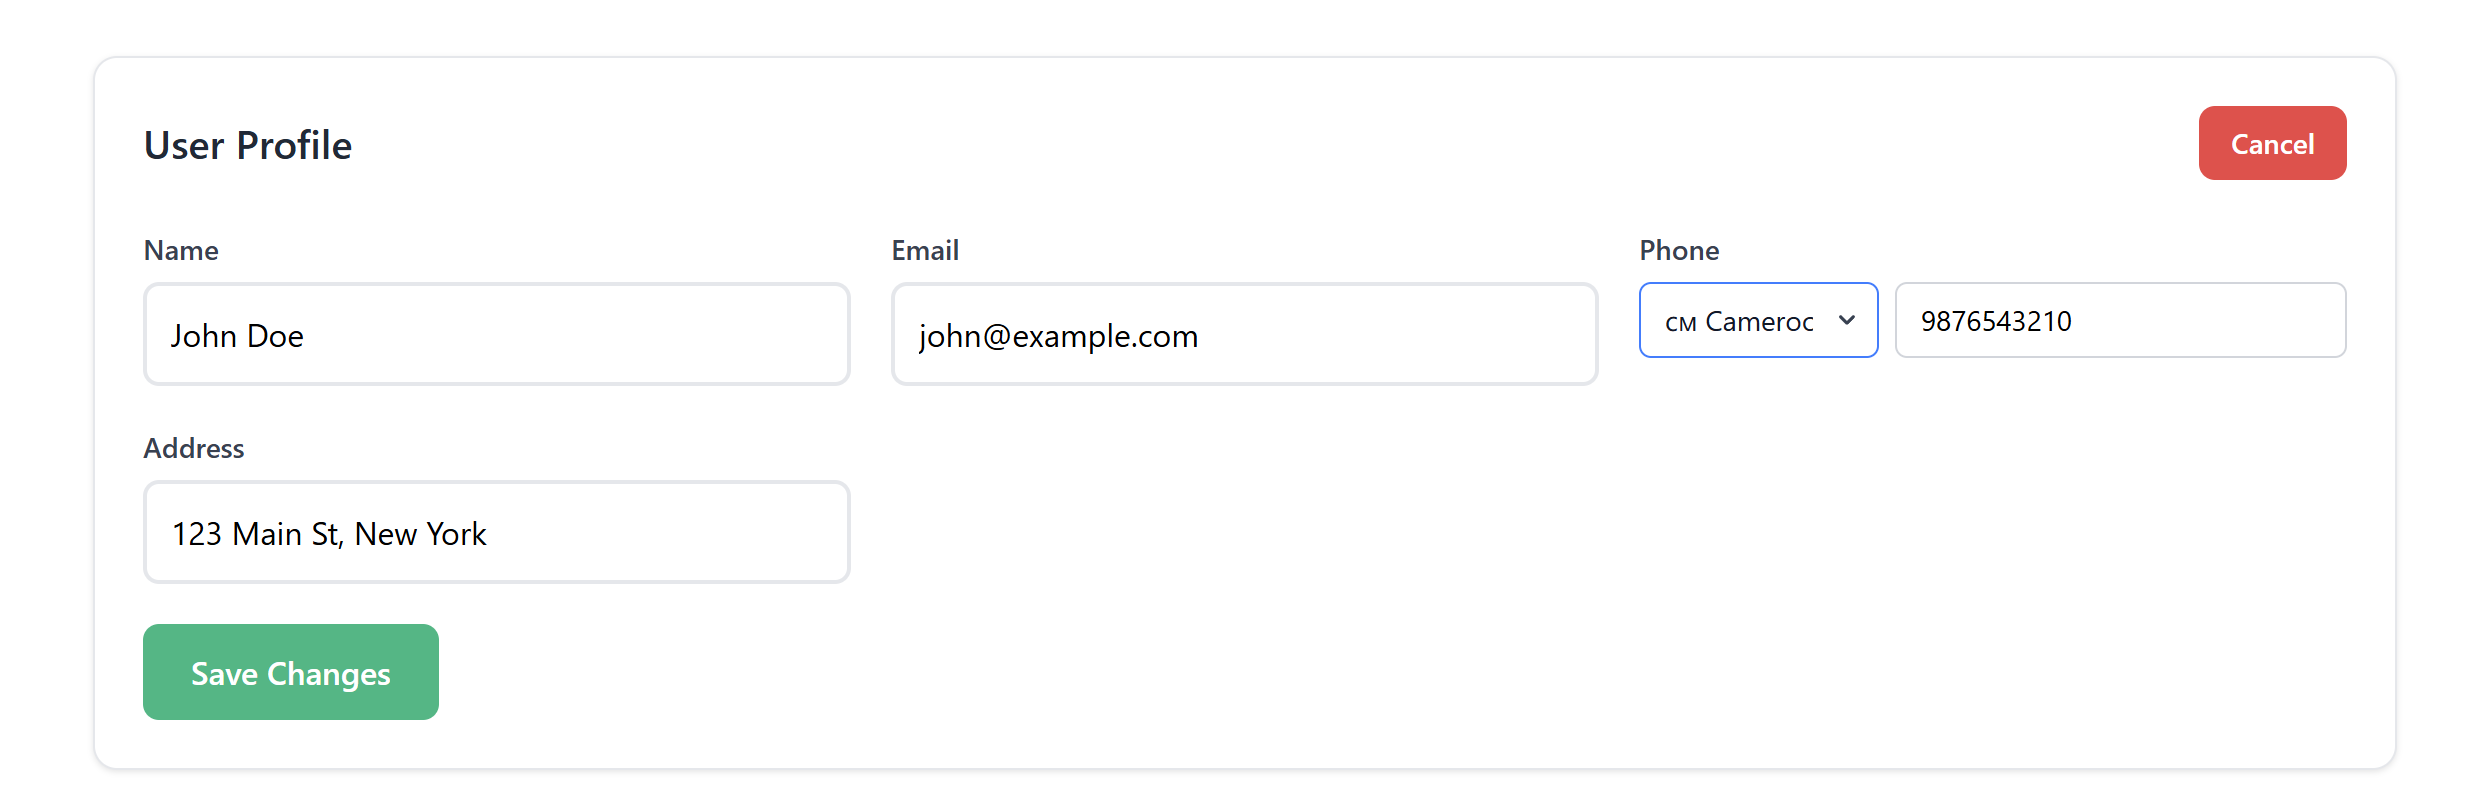 User Profile
Cancel
Name
Email
Phone
John Doe
john@example.com
ᴄᴍ Cameroc
9876543210
Address
123 Main St, New York
Save Changes